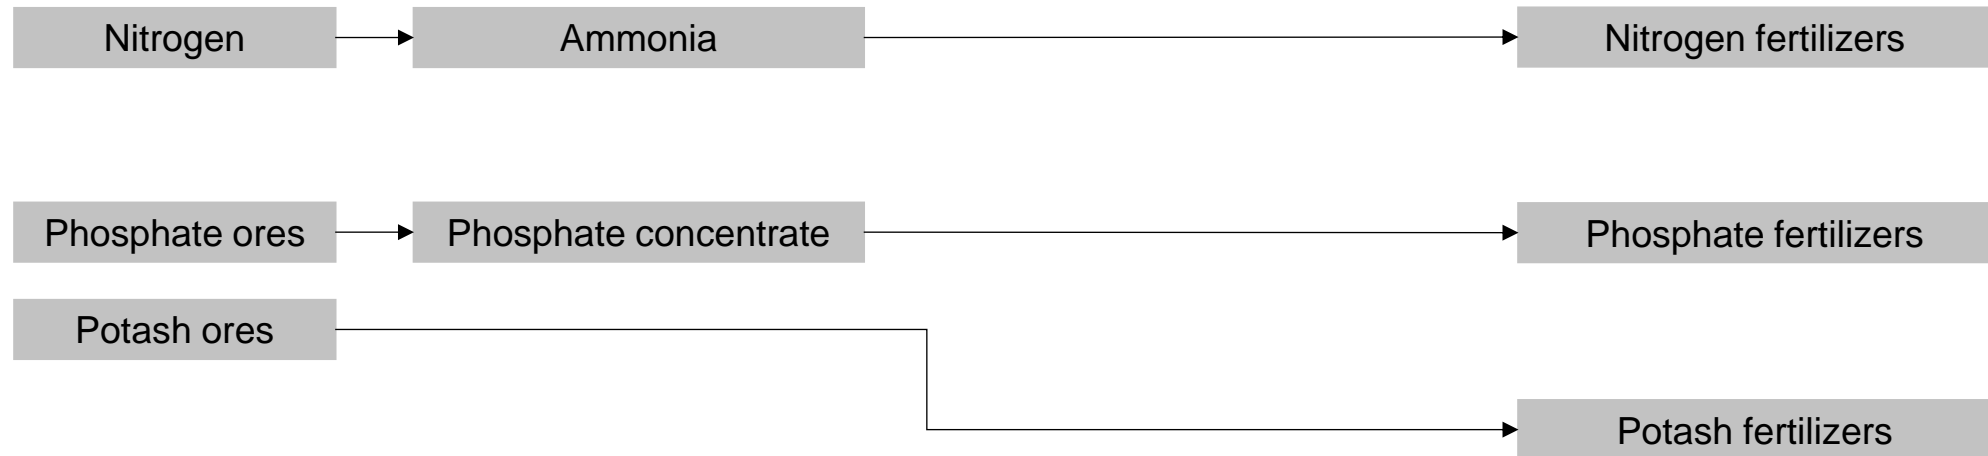 Nitrogen
Ammonia
Nitrogen fertilizers
Phosphate ores
Phosphate concentrate
Phosphate fertilizers
Potash ores
Potash fertilizers